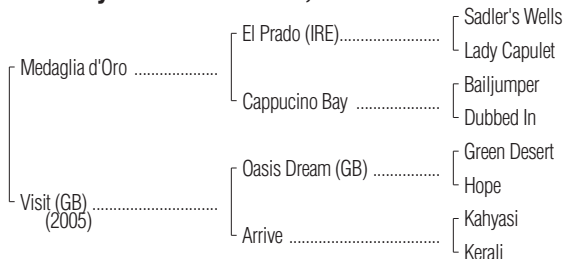 El Prado (IRE)
Sadler's Wells
Lady Capulet
Medaglia d'Oro
Cappucino Bay
Bailjumper
Dubbed In
Oasis Dream (GB)
Green Desert
Hope
Visit (GB)
(2005)
Arrive
Kahyasi
Kerali